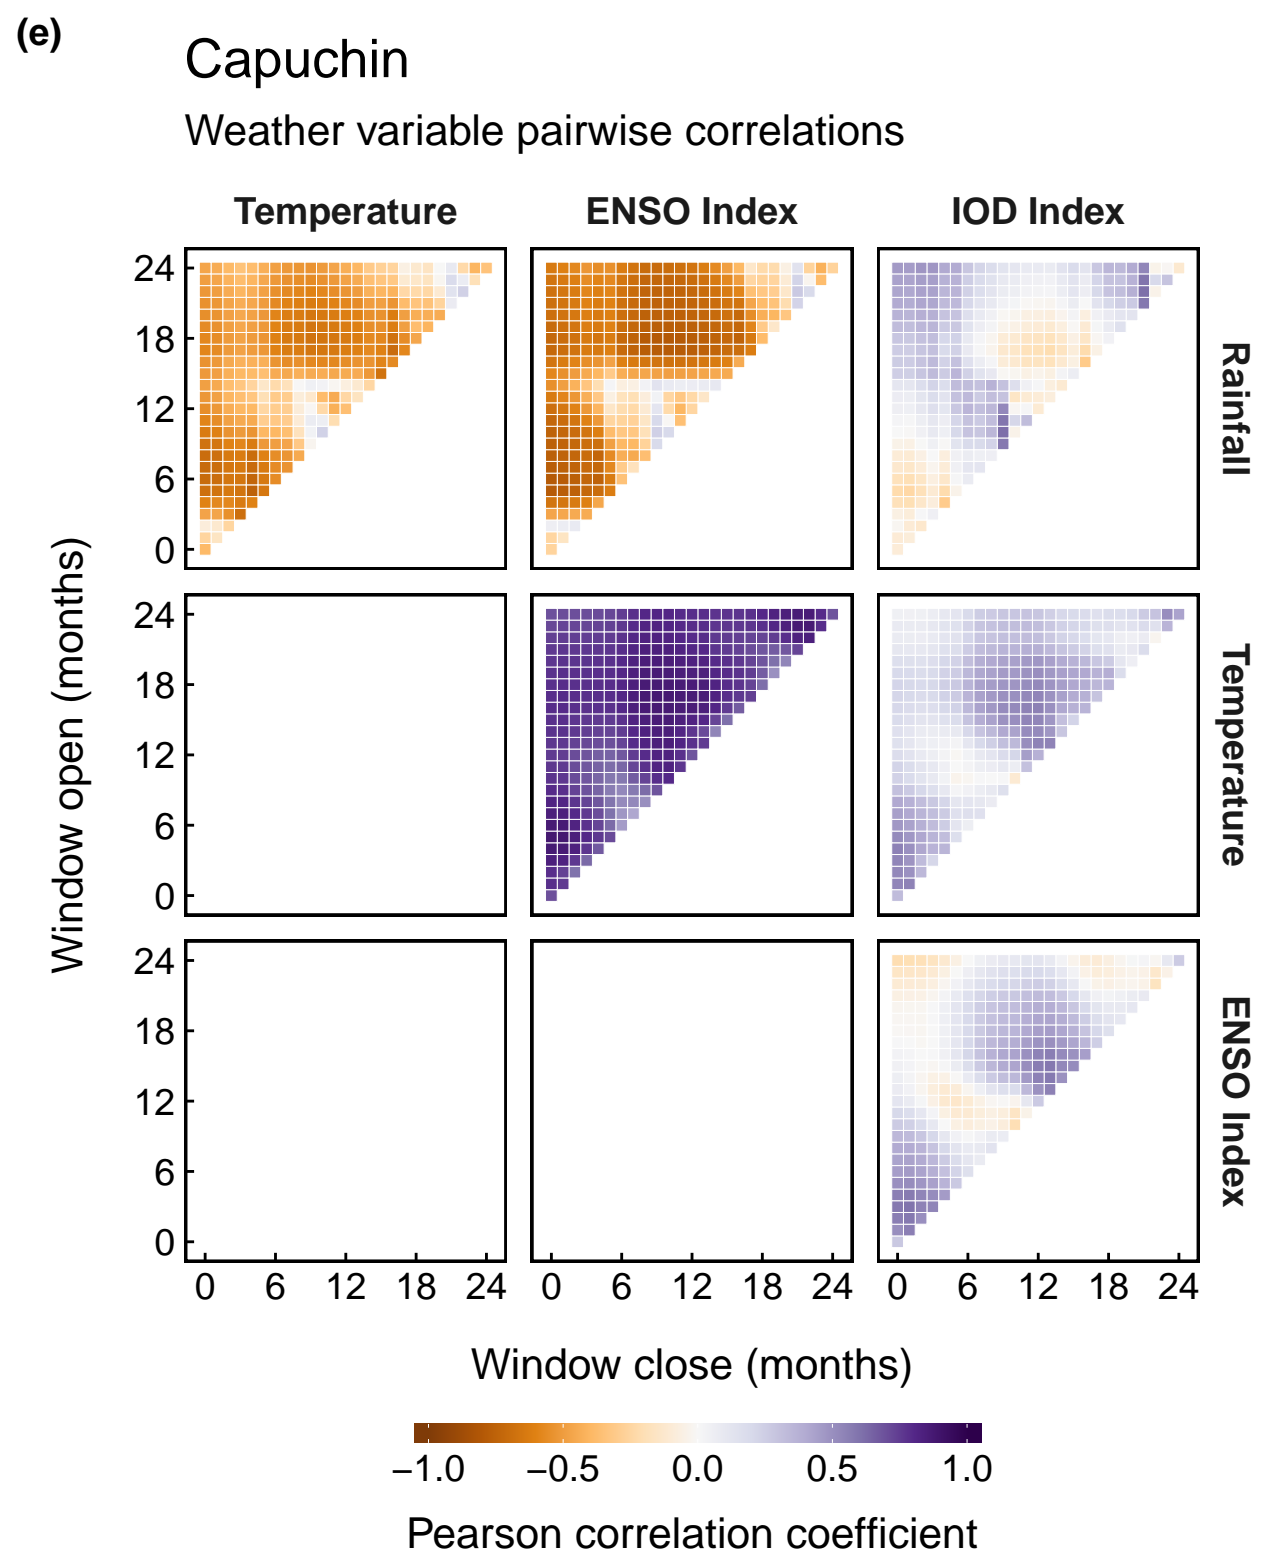 (e)
Capuchin
Weather variable pairwise correlations
Temperature ENSO Index IOD Index
24
18
12
6
0
Rainfall
24
18
12
6
0
Temperature
Window open (months)
24
18
12
6
0
ENSO Index
0 6 12 18 24 0 6 12 18 24 0 6 12 18 24
Window close (months)
−1.0 −0.5 0.0 0.5 1.0
Pearson correlation coefficient